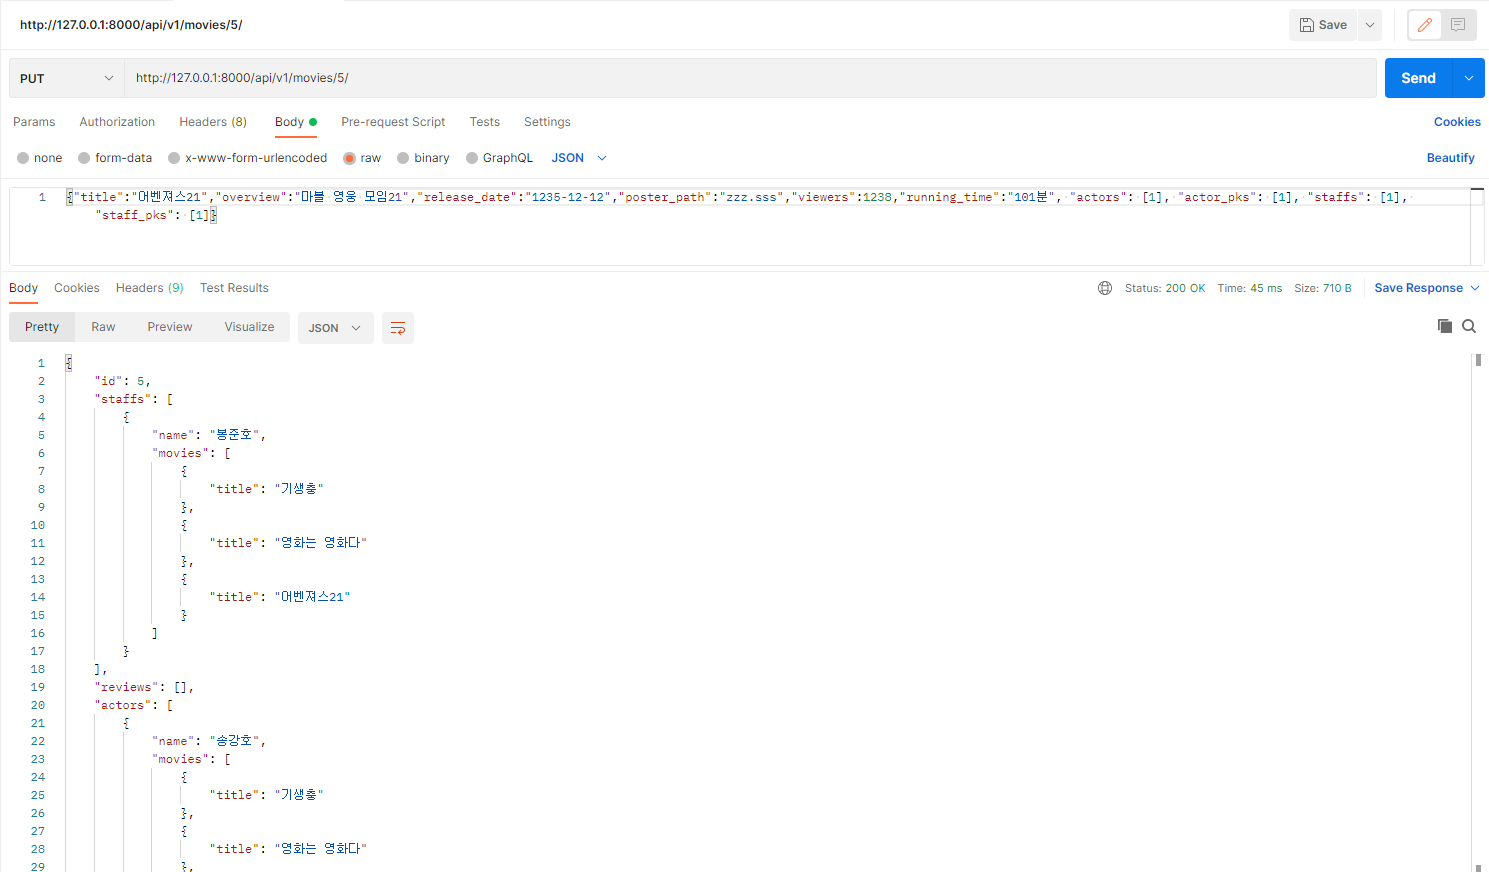 http://127.0.0.1:8000/api/v1/movies/5/
Save
PUT
http://127.0.0.1:8000/api/v1/movies/5/
Send
Params Authorization Headers (8) Body Pre-request Script Tests Settings Cookies
none form-data x-www-form-urlencoded raw binary GraphQL JSON Beautify
1 {"title":"어벤져스21","overview":"마블 영웅 모임21","release_date":"1235-12-12","poster_path":"zzz.sss","viewers":1238,"running_time":"101분", "actors": [1], "actor_pks": [1], "staffs": [1],
"staff_pks": [1]}
Body Cookies Headers (9) Test Results Status: 200 OK Time: 45 ms Size: 710 B Save Response
Pretty Raw Preview Visualize JSON
1 {
2 "id": 5,
3 "staffs": [
4 {
5 "name": "봉준호",
6 "movies": [
7 {
8 "title": "기생충"
9 },
10 {
11 "title": "영화는 영화다"
12 },
13 {
14 "title": "어벤져스21"
15 }
16 ]
17 }
18 ],
19 "reviews": [],
20 "actors": [
21 {
22 "name": "송강호",
23 "movies": [
24 {
25 "title": "기생충"
26 },
27 {
28 "title": "영화는 영화다"
29 },